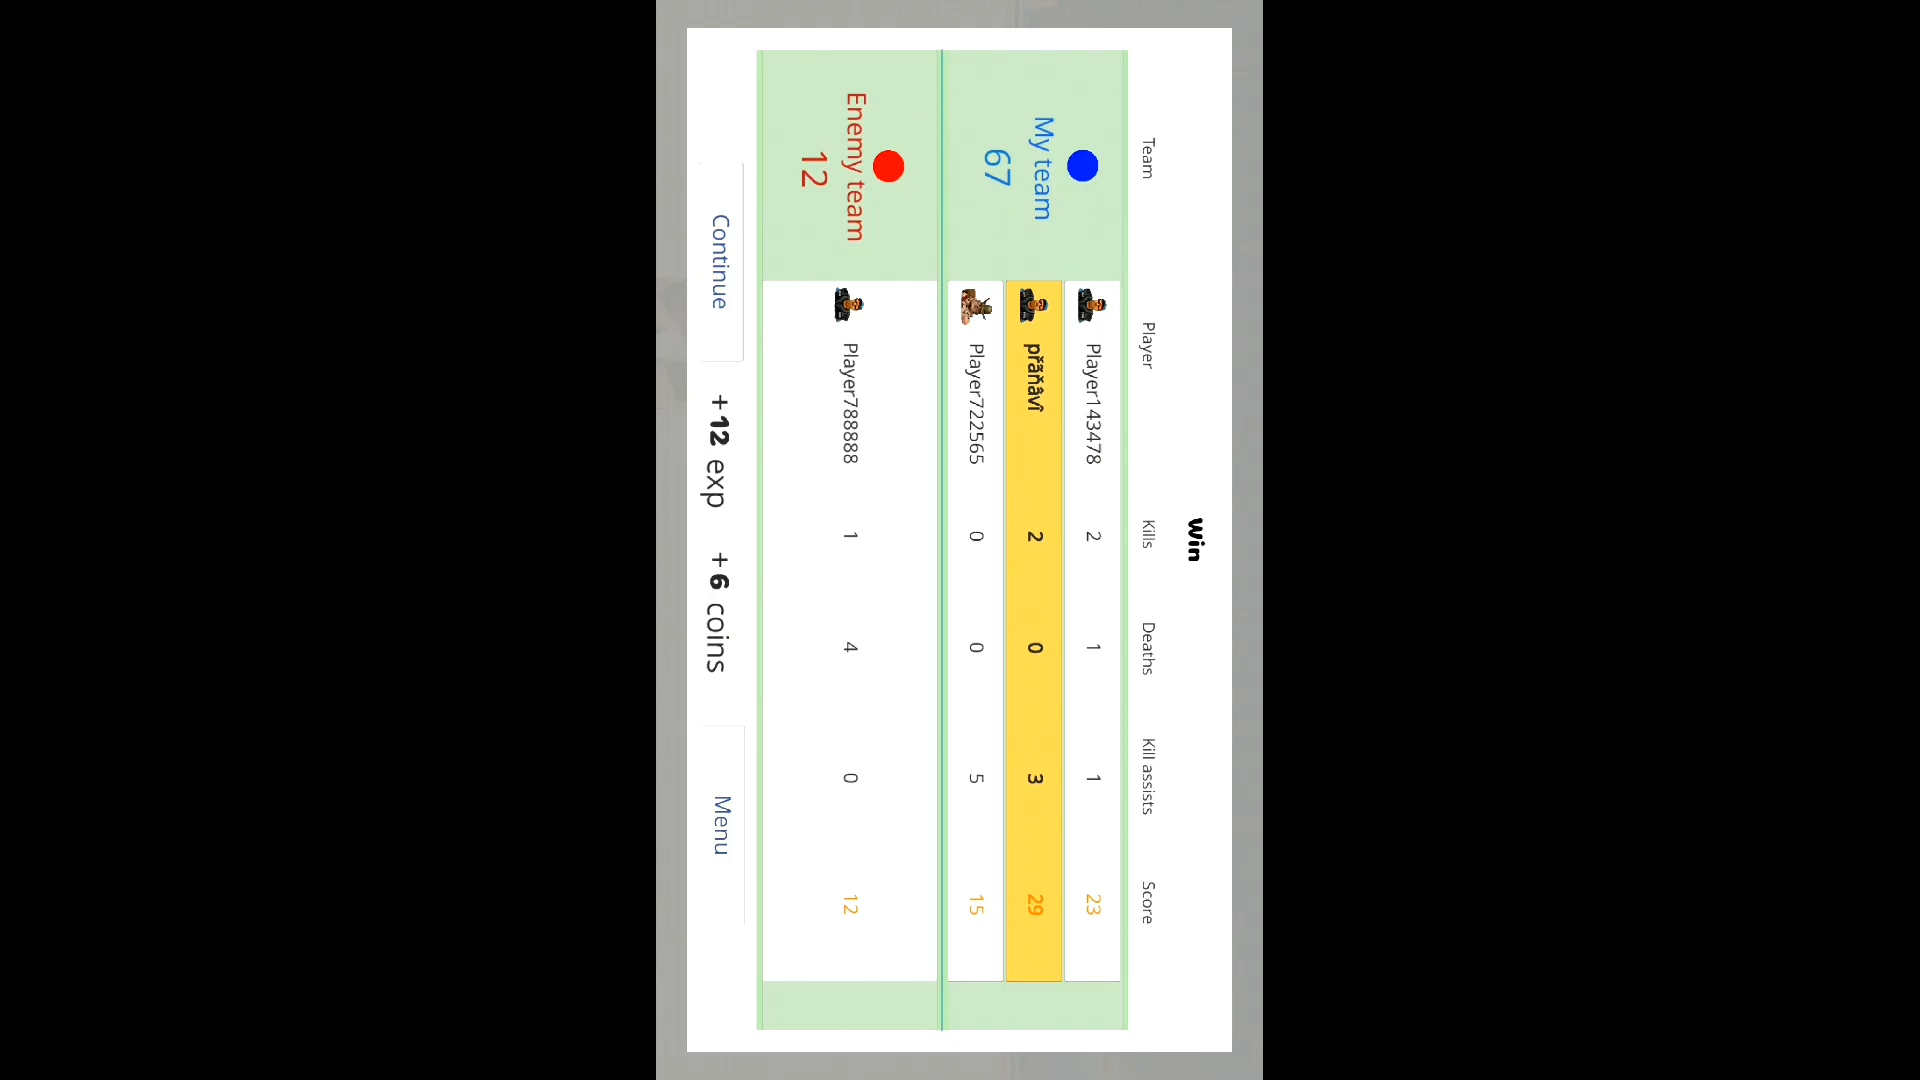 Win
Team Player Kills Deaths Kill assists Score
My team
67
Player143478 2 1 1 23
přãňâvî 2 0 3 29
Player722565 0 0 5 15
Enemy team
12
Player788888 1 4 0 12
Continue +12 exp +6 coins Menu